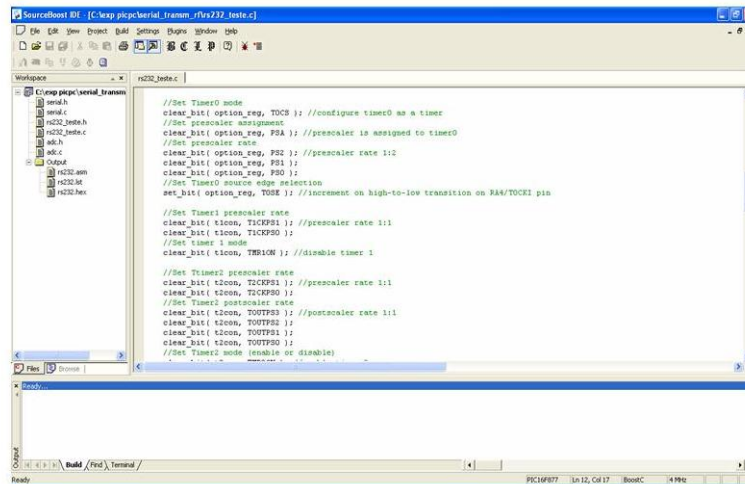 SourceBoost IDE - [C:\exp picpc\serial_transm_rf\rs232_teste.c]
File Edit View Project Build Settings Plugins Window Help
Workspace
rs232_teste.c
C:\exp picpc\serial_transm
serial.h
serial.c
rs232_teste.h
rs232_teste.c
adc.h
adc.c
Output
rs232.asm
rs232.lst
rs232.hex
//Set Timer0 mode
clear_bit( option_reg, T0CS ); //configure timer0 as a timer
//Set prescaler assignment
clear_bit( option_reg, PSA ); //prescaler is assigned to timer0
//Set prescaler rate
clear_bit( option_reg, PS2 ); //prescaler rate 1:2
clear_bit( option_reg, PS1 );
clear_bit( option_reg, PS0 );
//Set Timer0 source edge selection
set_bit( option_reg, T0SE ); //increment on high-to-low transition on RA4/T0CKI pin
//Set Timer1 prescaler rate
clear_bit( t1con, T1CKPS1 ); //prescaler rate 1:1
clear_bit( t1con, T1CKPS0 );
//Set timer 1 mode
clear_bit( t1con, TMR1ON ); //disable timer 1
//Set Ttimer2 prescaler rate
clear_bit( t2con, T2CKPS1 ); //prescaler rate 1:1
clear_bit( t2con, T2CKPS0 );
//Set Timer2 postscaler rate
clear_bit( t2con, TOUTPS3 ); //postscaler rate 1:1
clear_bit( t2con, TOUTPS2 );
clear_bit( t2con, TOUTPS1 );
clear_bit( t2con, TOUTPS0 );
//Set Timer2 mode (enable or disable)
Files Browse
Ready...
Output
Build Find Terminal
Ready
PIC16F877 Ln 12, Col 17 BoostC 4 MHz